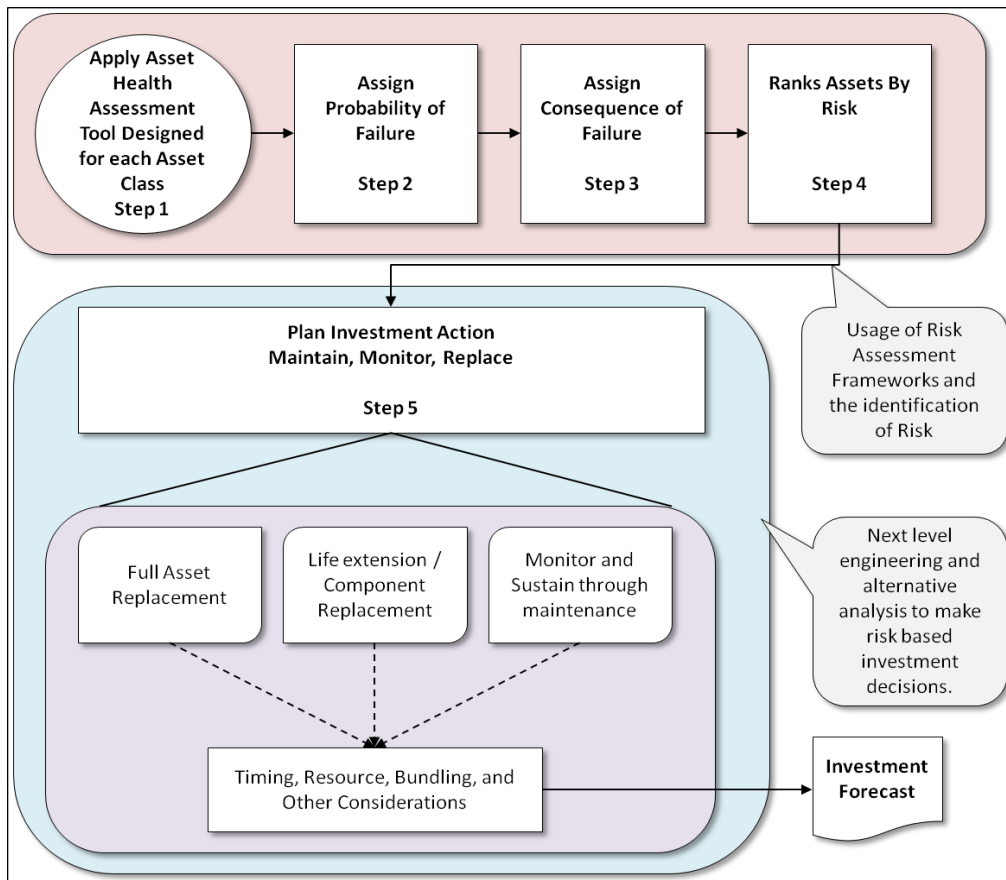 Apply Asset
Health
Assessment
Tool Designed
for each Asset
Class
Step 1
Assign
Probability of
Failure
Step 2
Assign
Consequence of
Failure
Step 3
Ranks Assets By
Risk
Step 4
Usage of Risk
Assessment
Frameworks and
the identification
of Risk
Plan Investment Action
Maintain, Monitor, Replace
Step 5
Full Asset
Replacement
Life extension /
Component
Replacement
Monitor and
Sustain through
maintenance
Next level
engineering and
alternative
analysis to make
risk based
investment
decisions.
Timing, Resource, Bundling, and
Other Considerations
Investment
Forecast